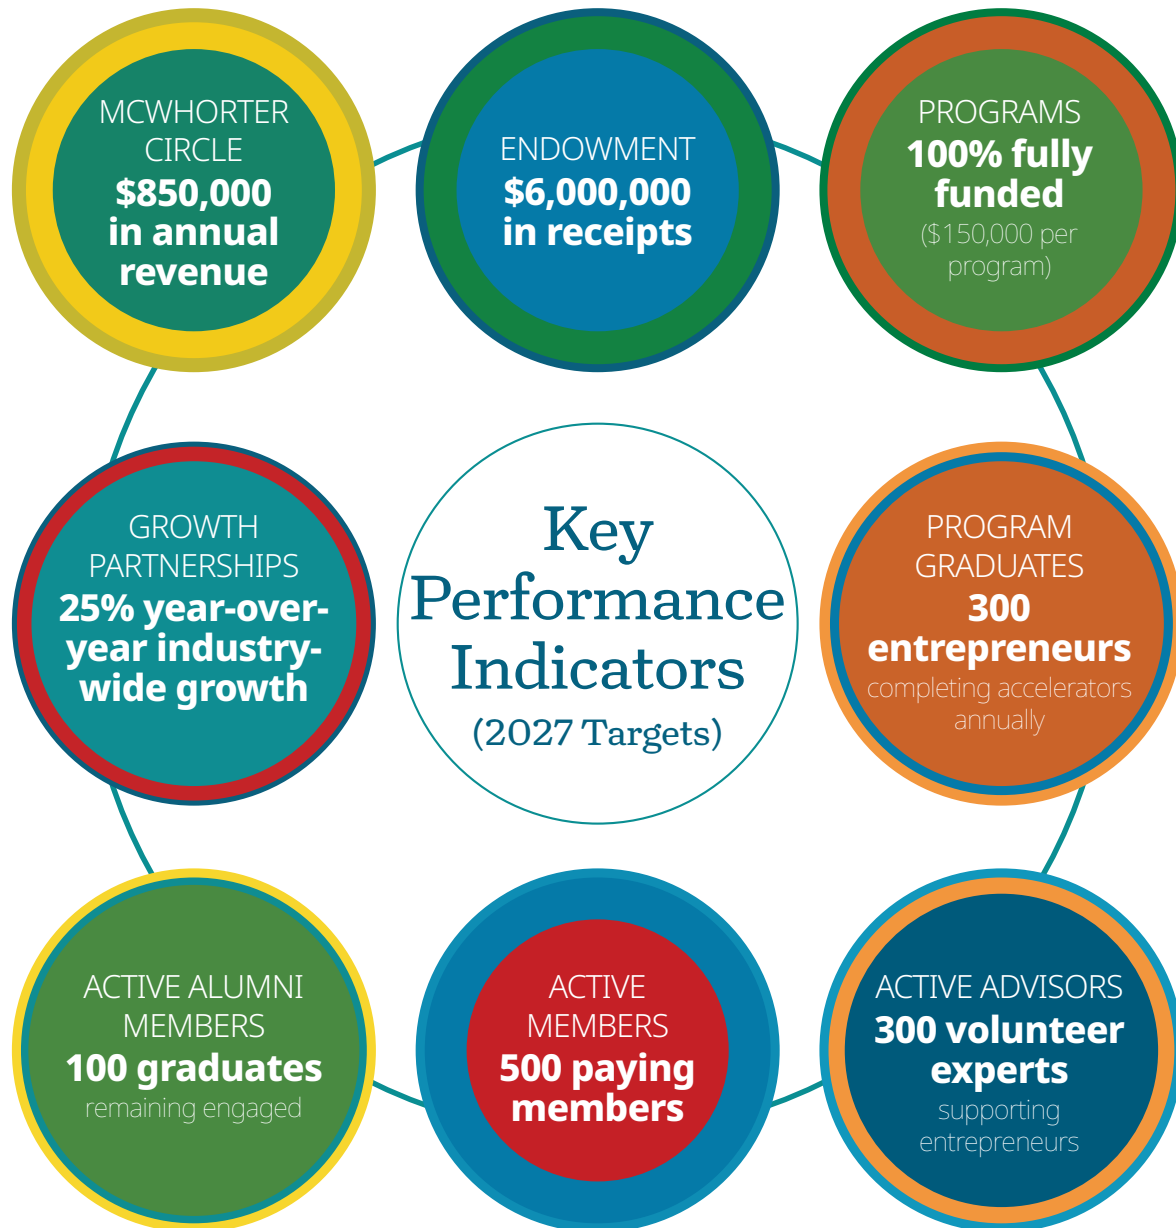 MCWHORTER
CIRCLE
$850,000
in annual
revenue
ENDOWMENT
$6,000,000
in receipts
PROGRAMS
100% fully
funded
($150,000 per
program)
GROWTH
PARTNERSHIPS
25% year-over-
year industry-
wide growth
Key
Performance
Indicators
(2027 Targets)
PROGRAM
GRADUATES
300
entrepreneurs
completing accelerators
annually
ACTIVE ALUMNI
MEMBERS
100 graduates
remaining engaged
ACTIVE
MEMBERS
500 paying
members
ACTIVE ADVISORS
300 volunteer
experts
supporting
entrepreneurs